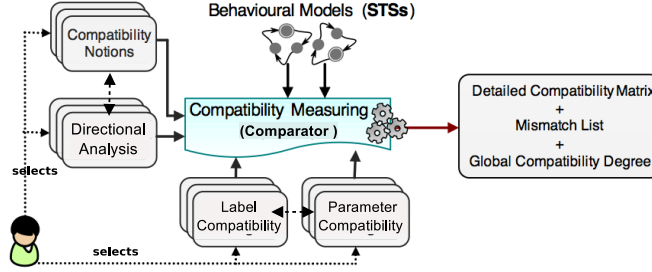 Behavioural Models (STSs)
Compatibility
Notions
Directional
Analysis
Compatibility Measuring
(Comparator )
Detailed Compatibility Matrix
+
Mismatch List
+
Global Compatibility Degree
selects
Label
Compatibility
Parameter
Compatibility
selects